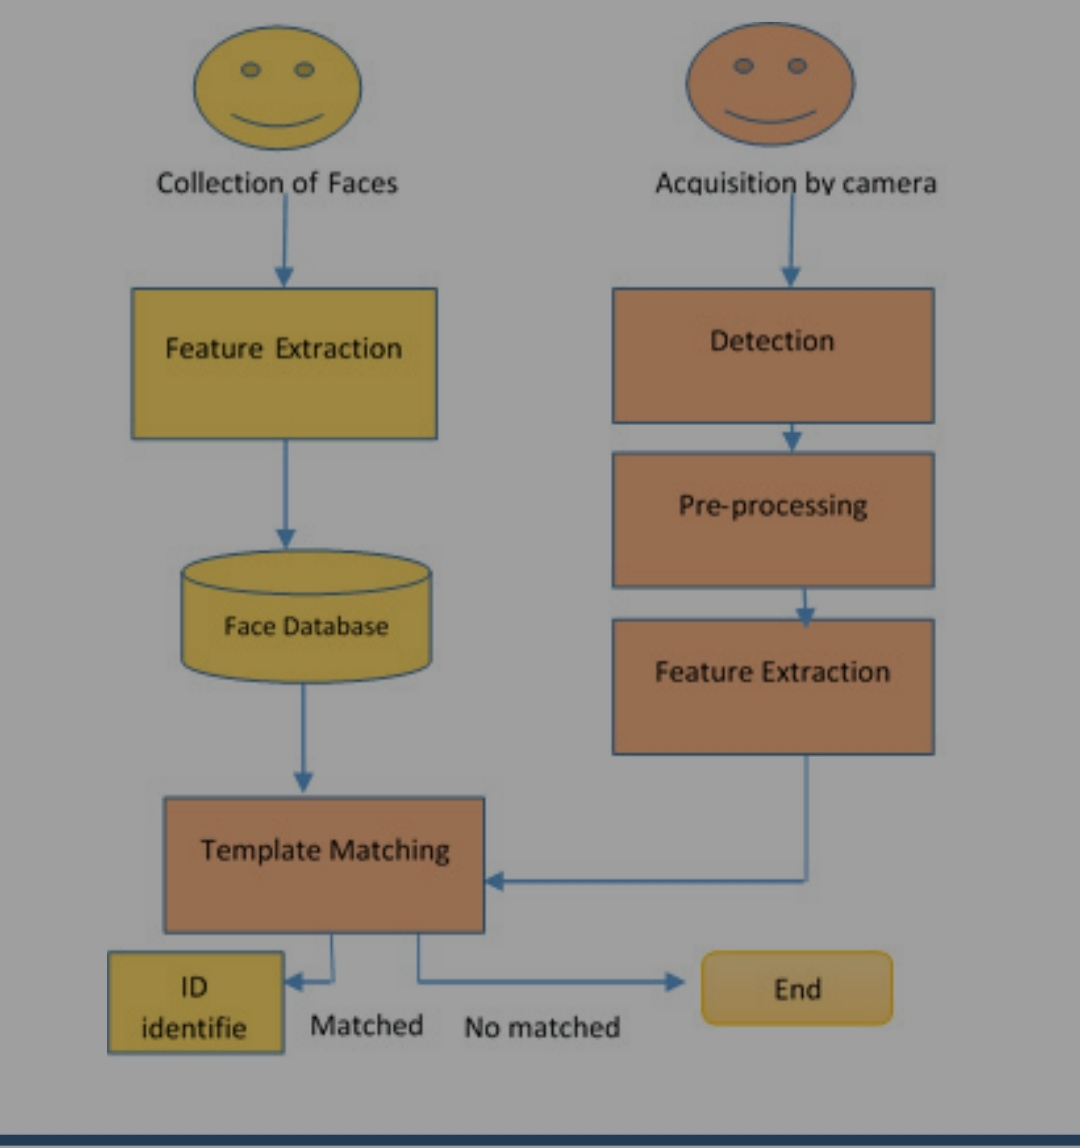 Collection of Faces
Acquisition by camera
Feature Extraction
Detection
Pre-processing
Face Database
Feature Extraction
Template Matching
ID
identifie
Matched
No matched
End